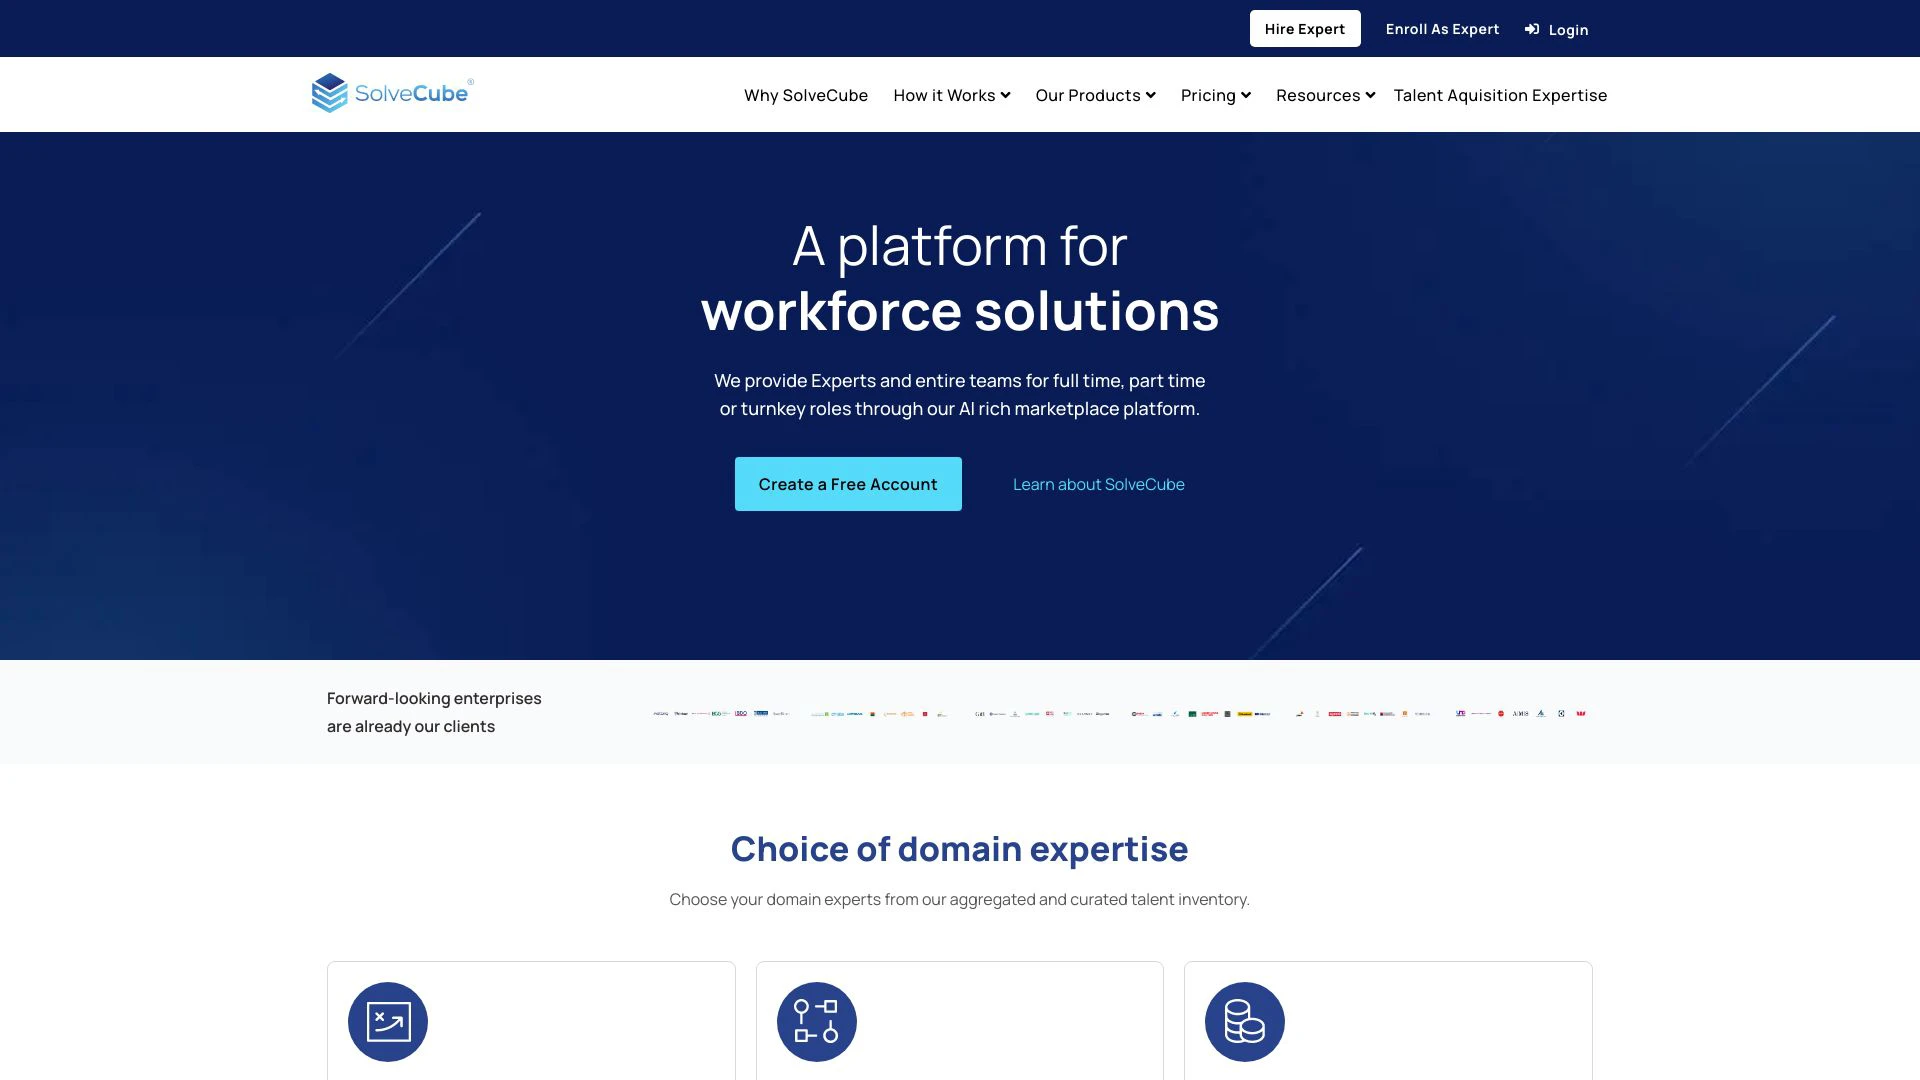 Hire Expert
Enroll As Expert
Login
SolveCube®
Why SolveCube
How it Works
Our Products
Pricing
Resources
Talent Aquisition Expertise
A platform for
workforce solutions
We provide Experts and entire teams for full time, part time
or turnkey roles through our AI rich marketplace platform.
Create a Free Account
Learn about SolveCube
Forward-looking enterprises
are already our clients
Choice of domain expertise
Choose your domain experts from our aggregated and curated talent inventory.